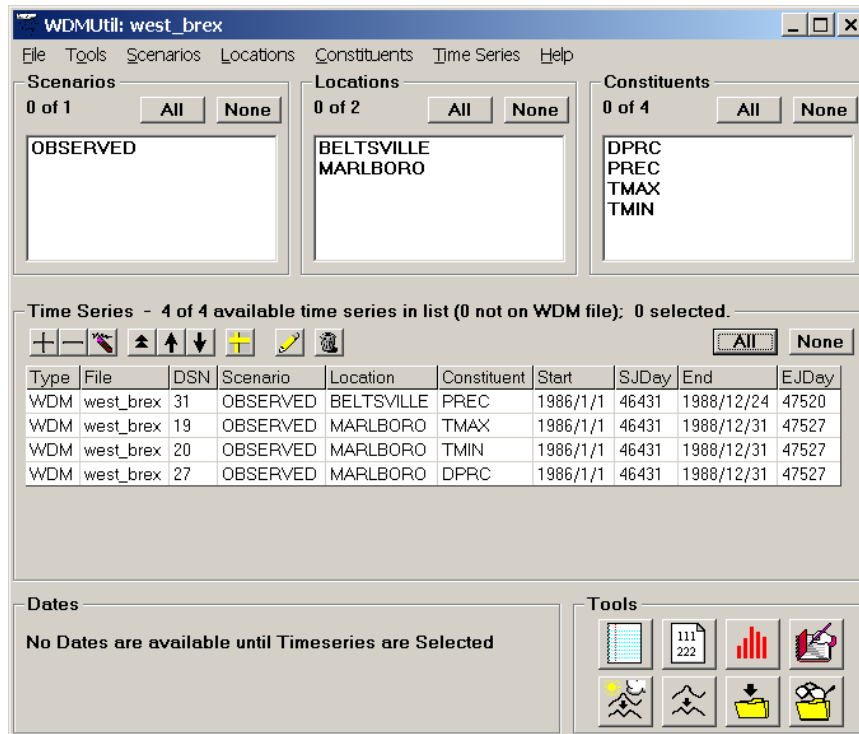 WDMUtil: west_brex
File Tools Scenarios Locations Constituents Time Series Help
Scenarios
0 of 1 All None
OBSERVED
Locations
0 of 2 All None
BELTSVILLE
MARLBORO
Constituents
0 of 4 All None
DPRC
PREC
TMAX
TMIN
Time Series - 4 of 4 available time series in list (0 not on WDM file); 0 selected.
All None
Type File DSN Scenario Location Constituent Start SJDay End EJDay
WDM west_brex 31 OBSERVED BELTSVILLE PREC 1986/1/1 46431 1988/12/24 47520
WDM west_brex 19 OBSERVED MARLBORO TMAX 1986/1/1 46431 1988/12/31 47527
WDM west_brex 20 OBSERVED MARLBORO TMIN 1986/1/1 46431 1988/12/31 47527
WDM west_brex 27 OBSERVED MARLBORO DPRC 1986/1/1 46431 1988/12/31 47527
Dates
No Dates are available until Timeseries are Selected
Tools
111
222